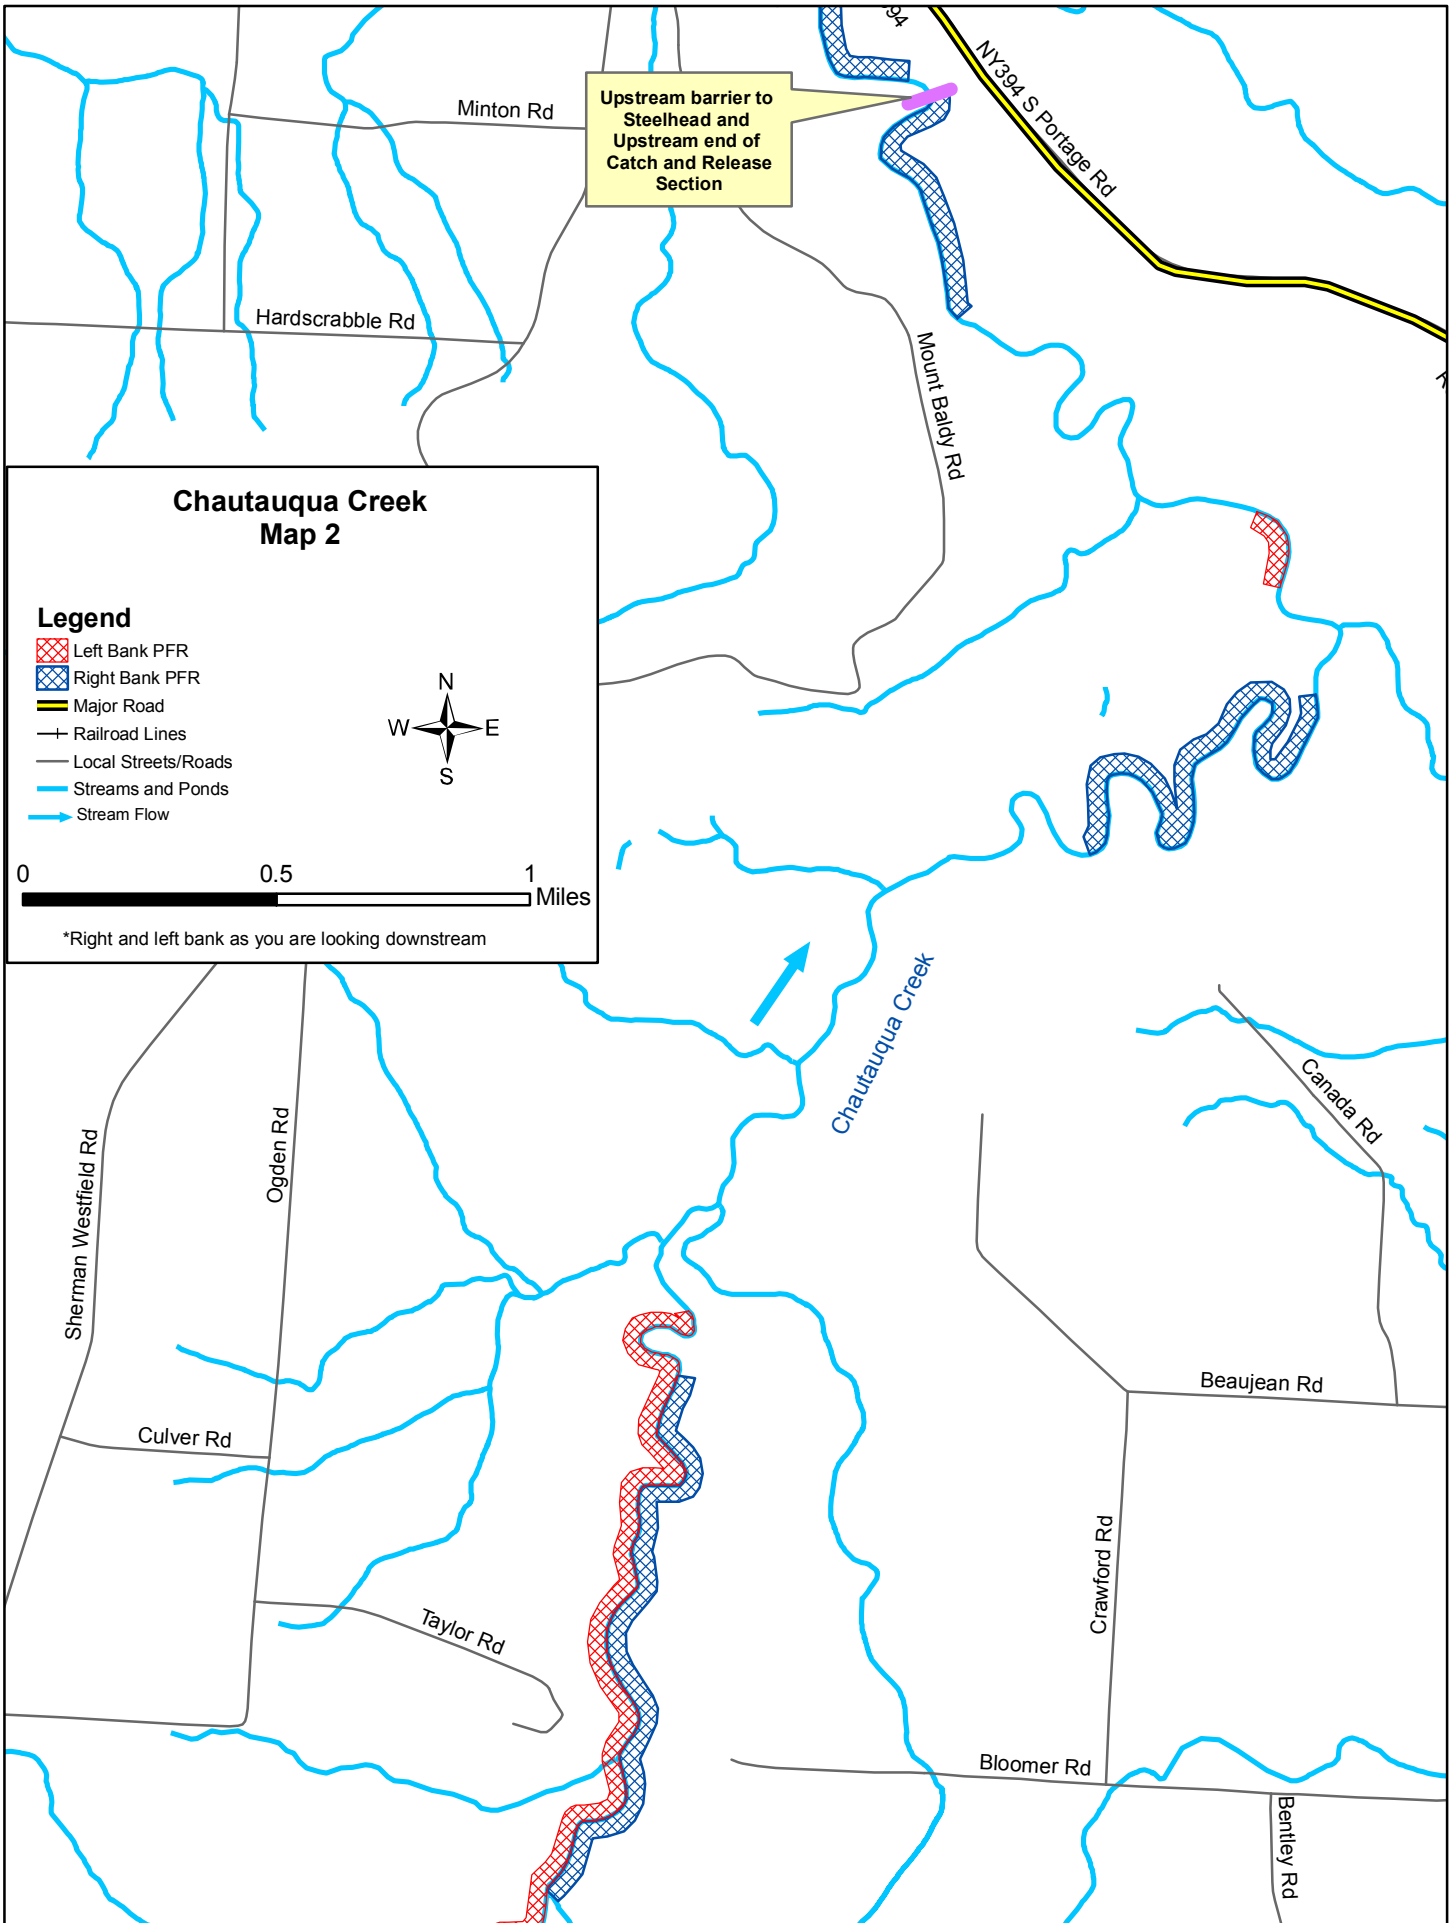 394
NY394 S Portage Rd
Minton Rd
Upstream barrier to
Steelhead and
Upstream end of
Catch and Release
Section
Hardscrabble Rd
Mount Baldy Rd
Chautauqua Creek
Map 2
Legend
Left Bank PFR
Right Bank PFR
Major Road
Railroad Lines
Local Streets/Roads
Streams and Ponds
Stream Flow
N
W
E
S
0
0.5
1
Miles
*Right and left bank as you are looking downstream
Chautauqua Creek
Canada Rd
Ogden Rd
Sherman Westfield Rd
Beaujean Rd
Culver Rd
Crawford Rd
Taylor Rd
Bloomer Rd
Bentley Rd